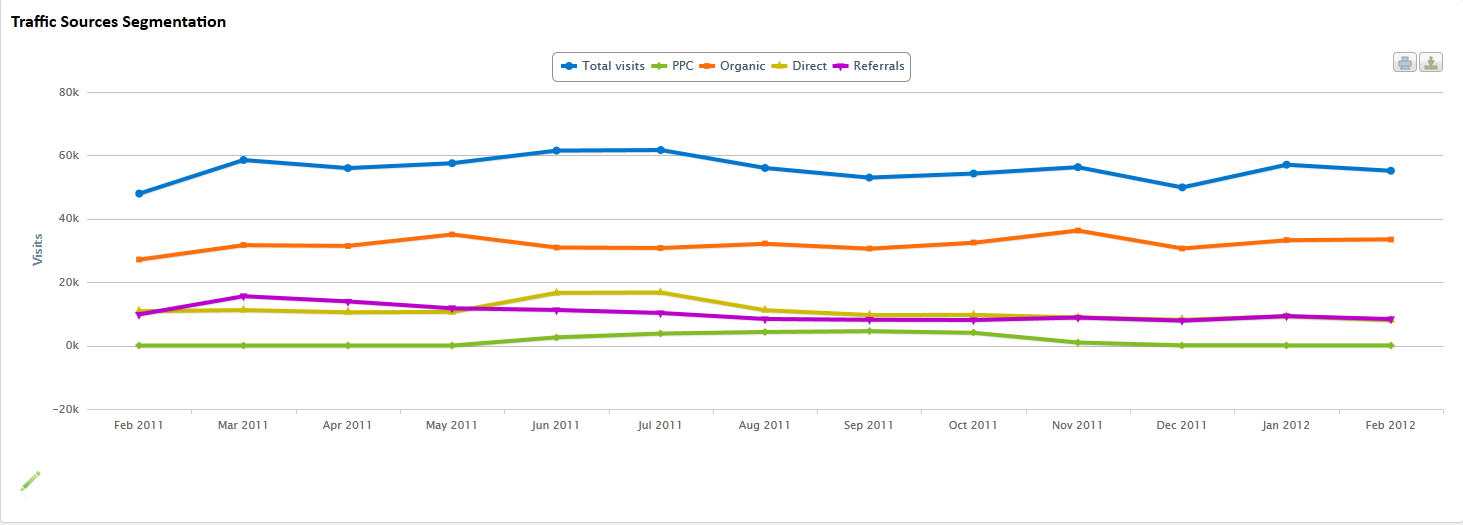 Traffic Sources Segmentation
Total visits PPC Organic Direct Referrals
80k
60k
40k
20k
0k
-20k
Visits
Feb 2011 Mar 2011 Apr 2011 May 2011 Jun 2011 Jul 2011 Aug 2011 Sep 2011 Oct 2011 Nov 2011 Dec 2011 Jan 2012 Feb 2012